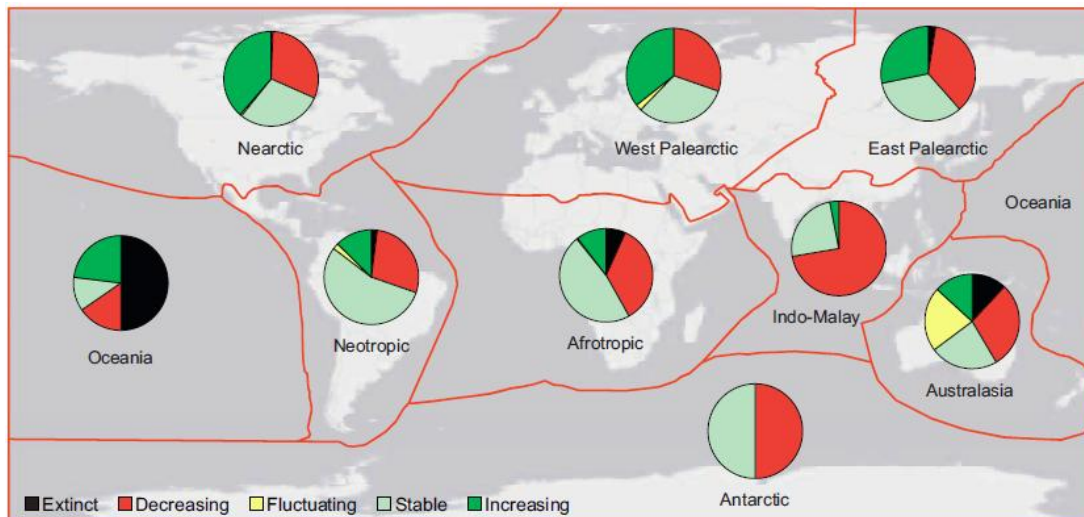 Nearctic
West Palearctic
East Palearctic
Oceania
Oceania
Neotropic
Afrotropic
Indo-Malay
Australasia
Antarctic
Extinct Decreasing Fluctuating Stable Increasing